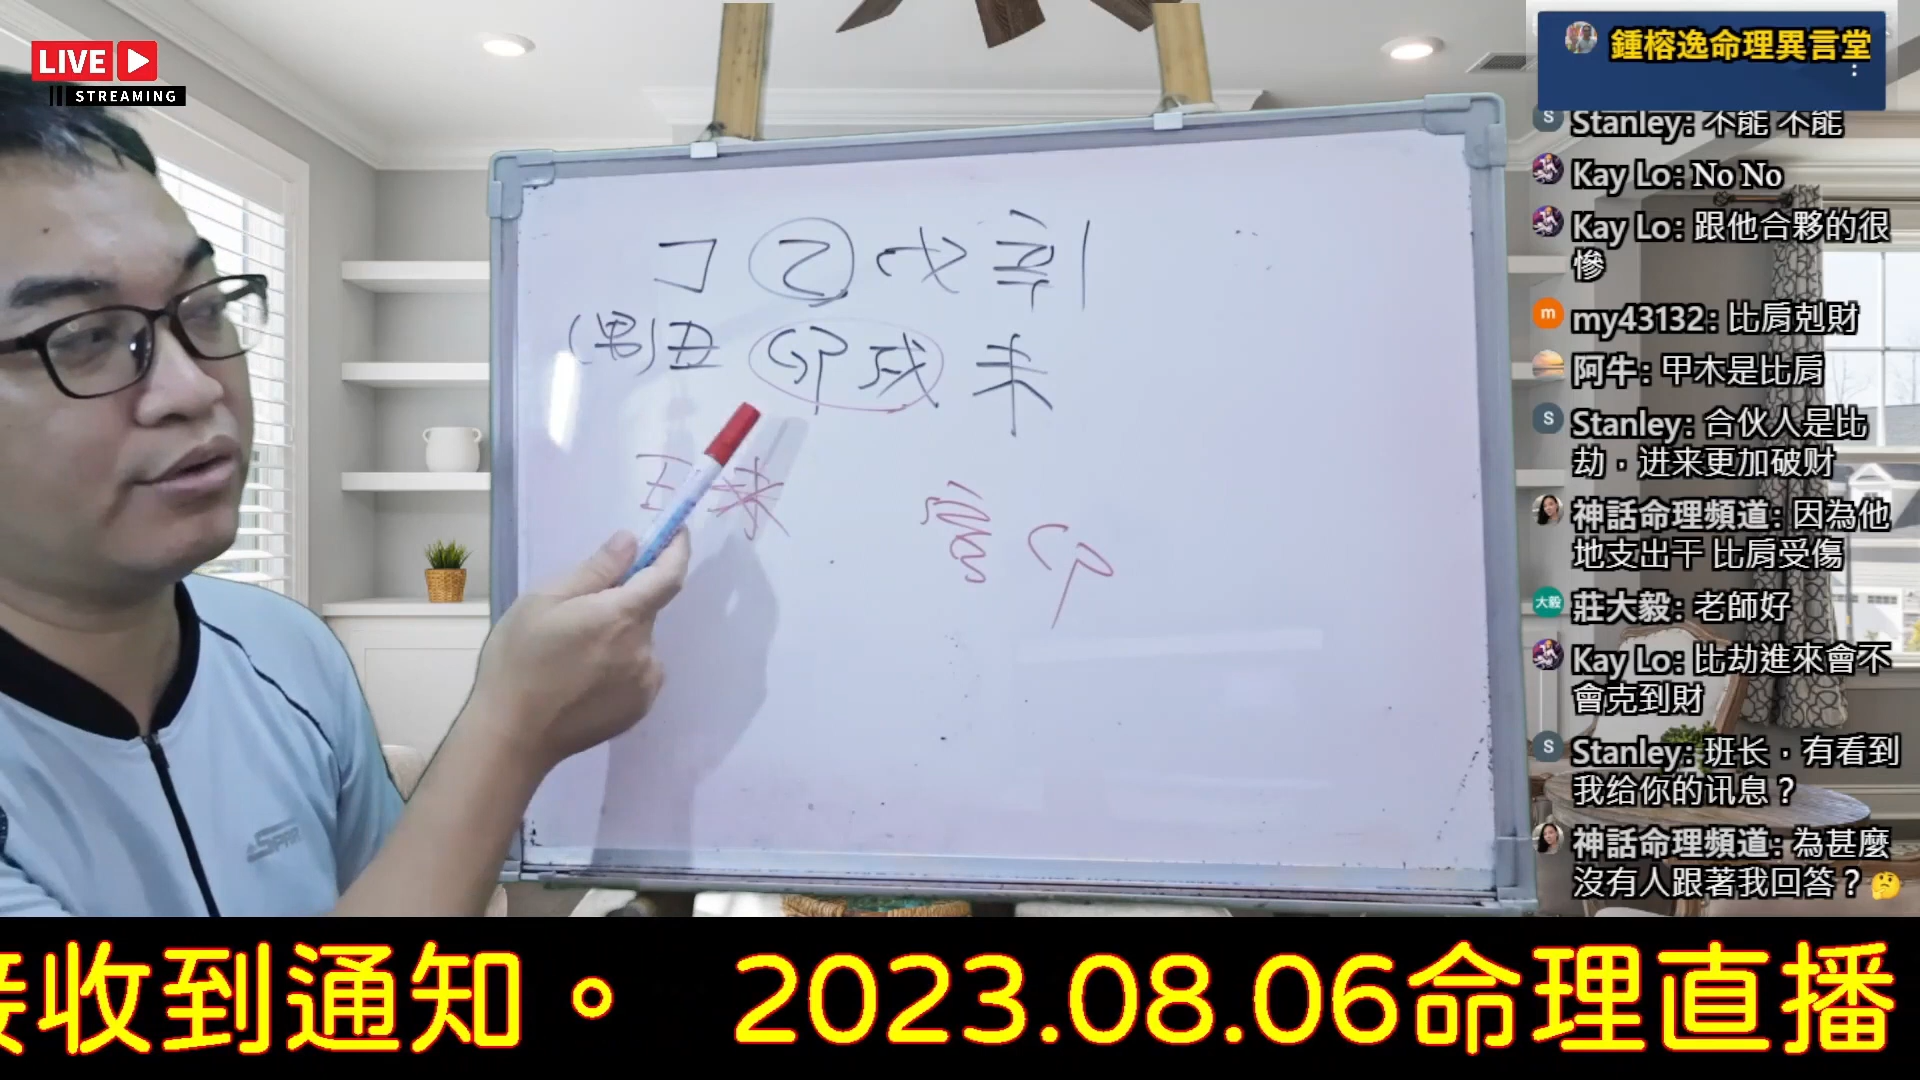 LIVE
STREAMING
丁 乙 戊 辛
(男) 丑 卯 戌 未
寅 卯
鍾榕逸命理異言堂
Stanley: 不能 不能
Kay Lo: No No
Kay Lo: 跟他合夥的很
慘
my43132: 比肩剋財
阿牛: 甲木是比肩
Stanley: 合伙人是比
劫，进来更加破财
神話命理頻道: 因為他
地支出干 比肩受傷
莊大毅: 老師好
Kay Lo: 比劫進來會不
會克到財
Stanley: 班长，有看到
我给你的讯息？
神話命理頻道: 為甚麼
沒有人跟著我回答？🤔
接收到通知。 2023.08.06命理直播